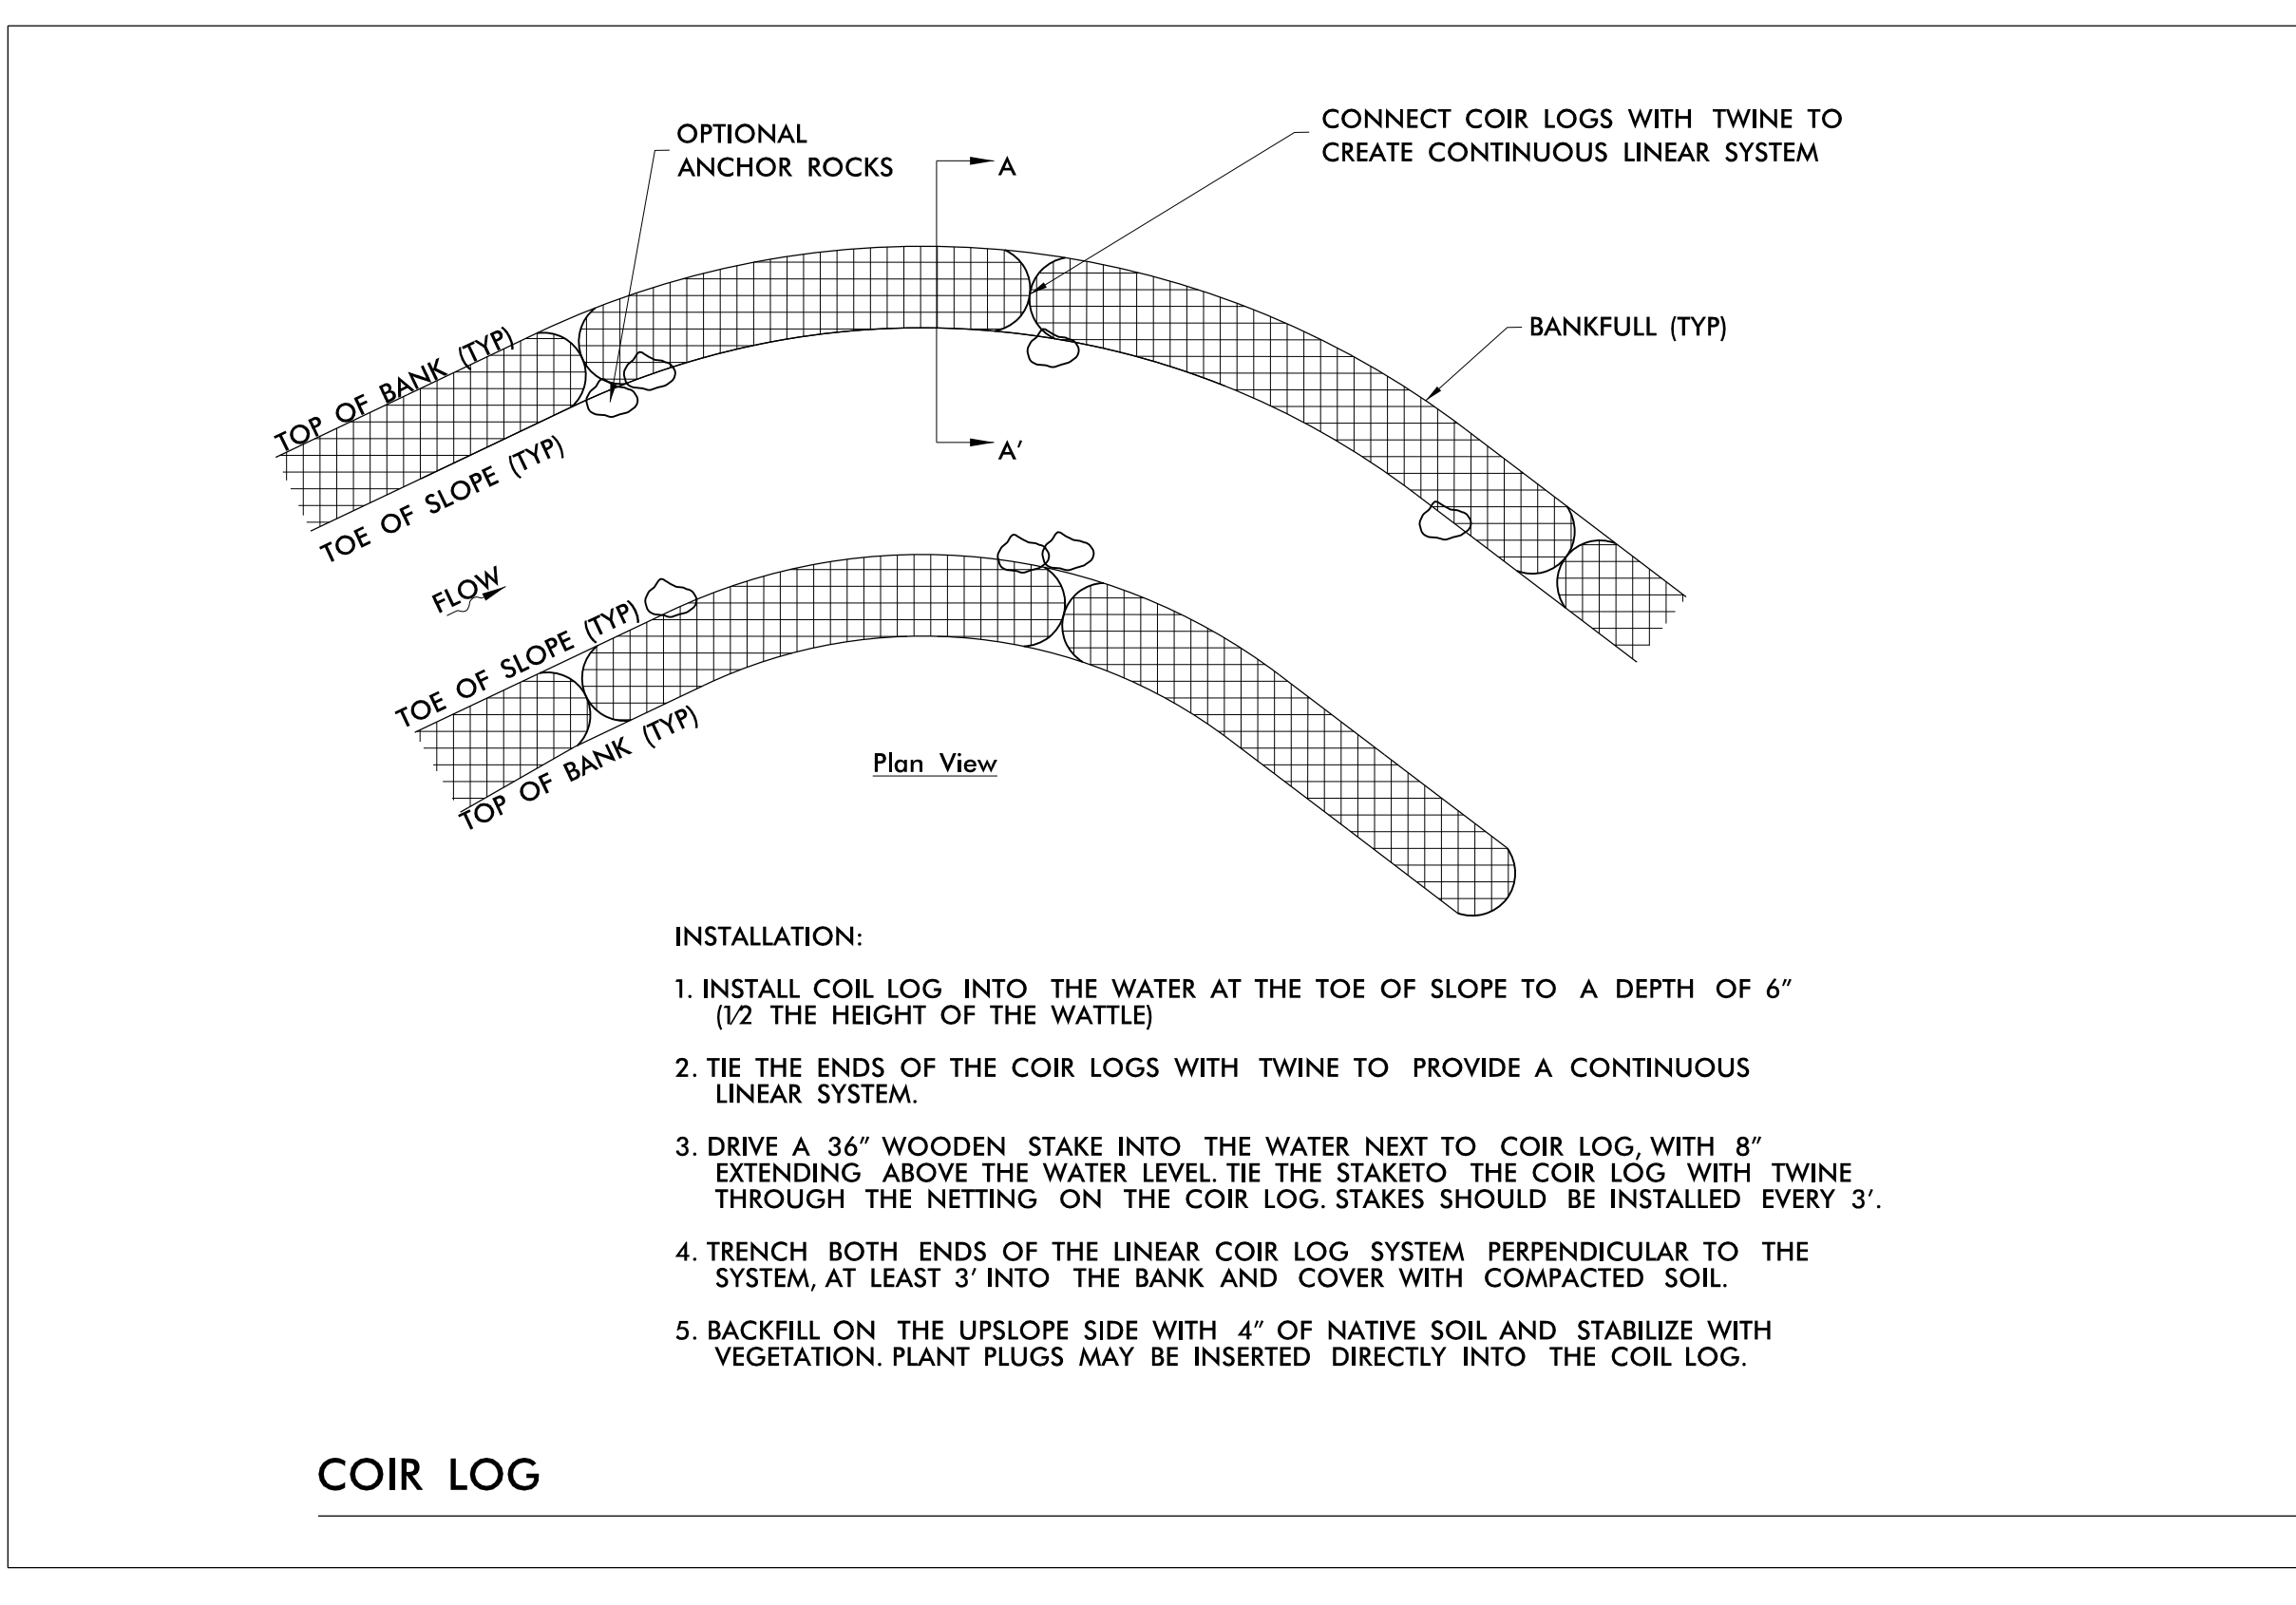 OPTIONAL
ANCHOR ROCKS
A
CONNECT COIR LOGS WITH TWINE TO
CREATE CONTINUOUS LINEAR SYSTEM
BANKFULL (TYP)
TOP OF BANK (TYP)
A'
TOE OF SLOPE (TYP)
FLOW
TOE OF SLOPE (TYP)
TOP OF BANK (TYP)
Plan View
INSTALLATION:
1. INSTALL COIL LOG INTO THE WATER AT THE TOE OF SLOPE TO A DEPTH OF 6"
(1/2 THE HEIGHT OF THE WATTLE)
2. TIE THE ENDS OF THE COIR LOGS WITH TWINE TO PROVIDE A CONTINUOUS
LINEAR SYSTEM.
3. DRIVE A 36" WOODEN STAKE INTO THE WATER NEXT TO COIR LOG, WITH 8"
EXTENDING ABOVE THE WATER LEVEL. TIE THE STAKETO THE COIR LOG WITH TWINE
THROUGH THE NETTING ON THE COIR LOG. STAKES SHOULD BE INSTALLED EVERY 3'.
4. TRENCH BOTH ENDS OF THE LINEAR COIR LOG SYSTEM PERPENDICULAR TO THE
SYSTEM, AT LEAST 3' INTO THE BANK AND COVER WITH COMPACTED SOIL.
5. BACKFILL ON THE UPSLOPE SIDE WITH 4" OF NATIVE SOIL AND STABILIZE WITH
VEGETATION. PLANT PLUGS MAY BE INSERTED DIRECTLY INTO THE COIL LOG.
COIR LOG